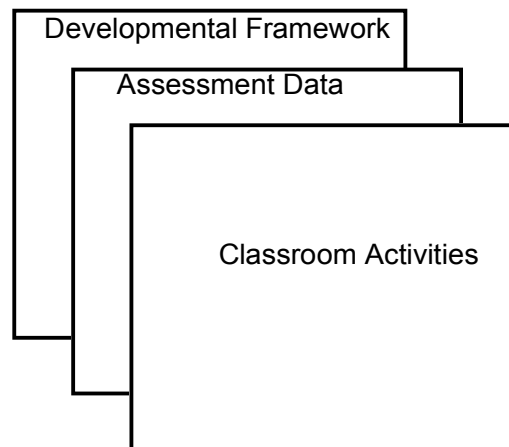 Developmental Framework
Assessment Data
Classroom Activities